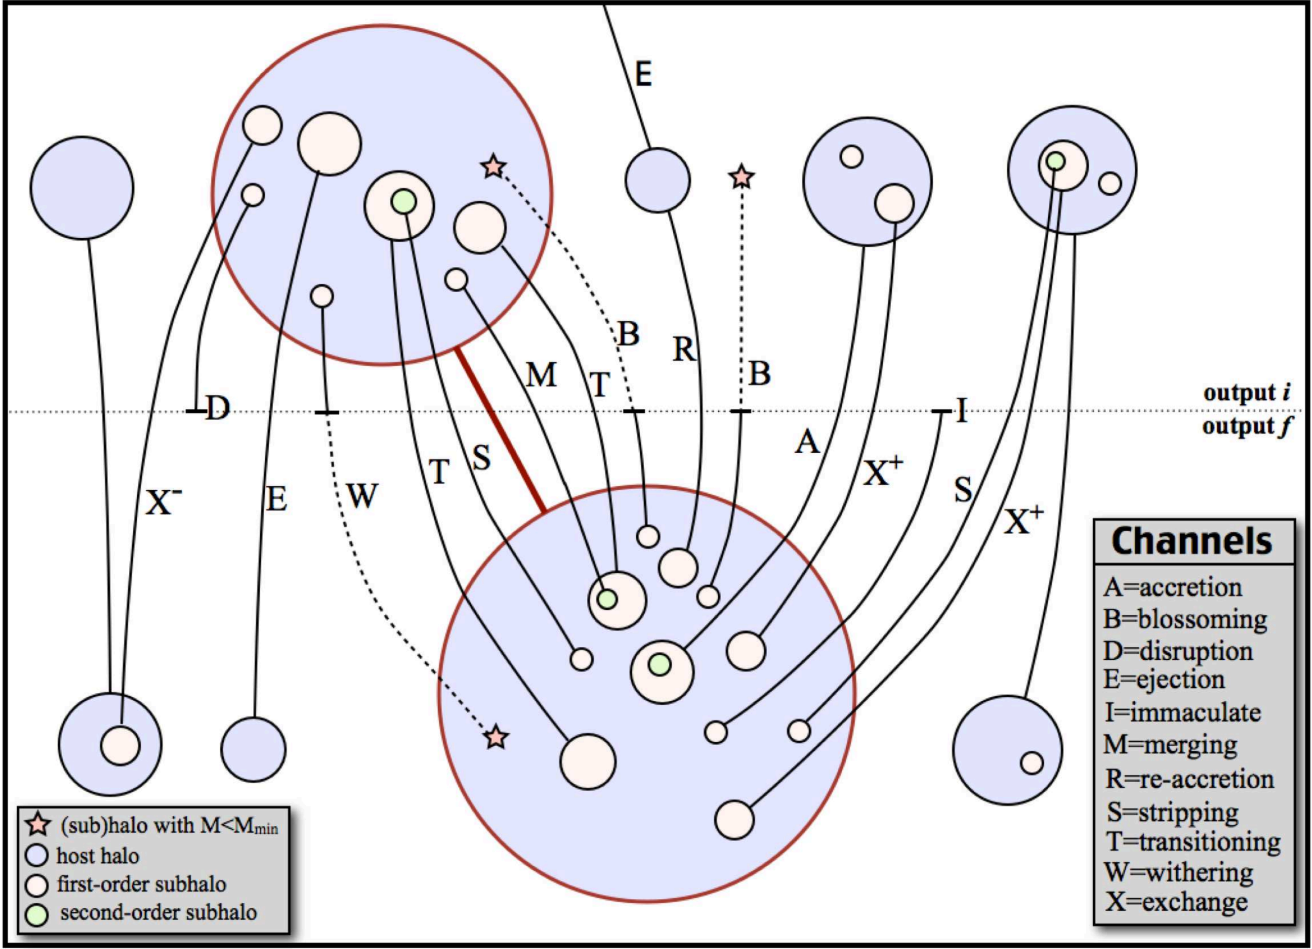 E
B
R
B
M
T
output i
D
I
output f
A
S
X⁺
T
W
E
X⁻
S
X⁺
Channels
A=accretion
B=blossoming
D=disruption
E=ejection
I=immaculate
M=merging
R=re-accretion
S=stripping
T=transitioning
W=withering
X=exchange
(sub)halo with M<Mmin
host halo
first-order subhalo
second-order subhalo